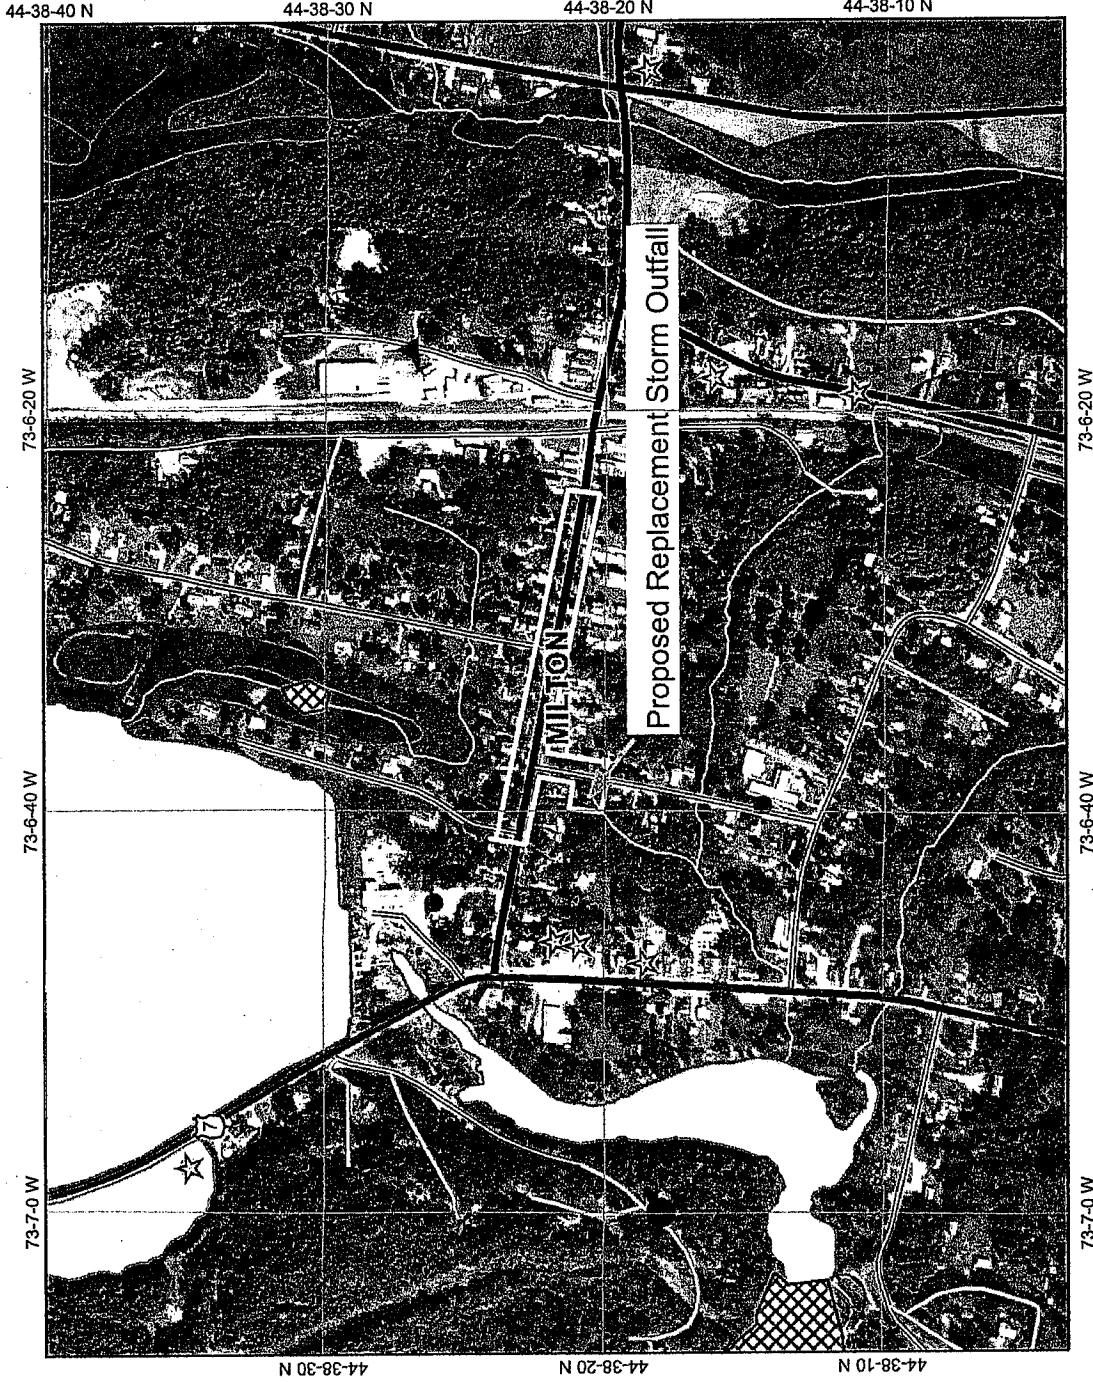 44-38-40 N
44-38-30 N
44-38-20 N
44-38-10 N
73-6-20 W
73-6-20 W
MILTON
Proposed Replacement Storm Outfall
73-6-40 W
73-6-40 W
7
73-7-0 W
73-7-0 W
44-38-30 N
44-38-20 N
44-38-10 N